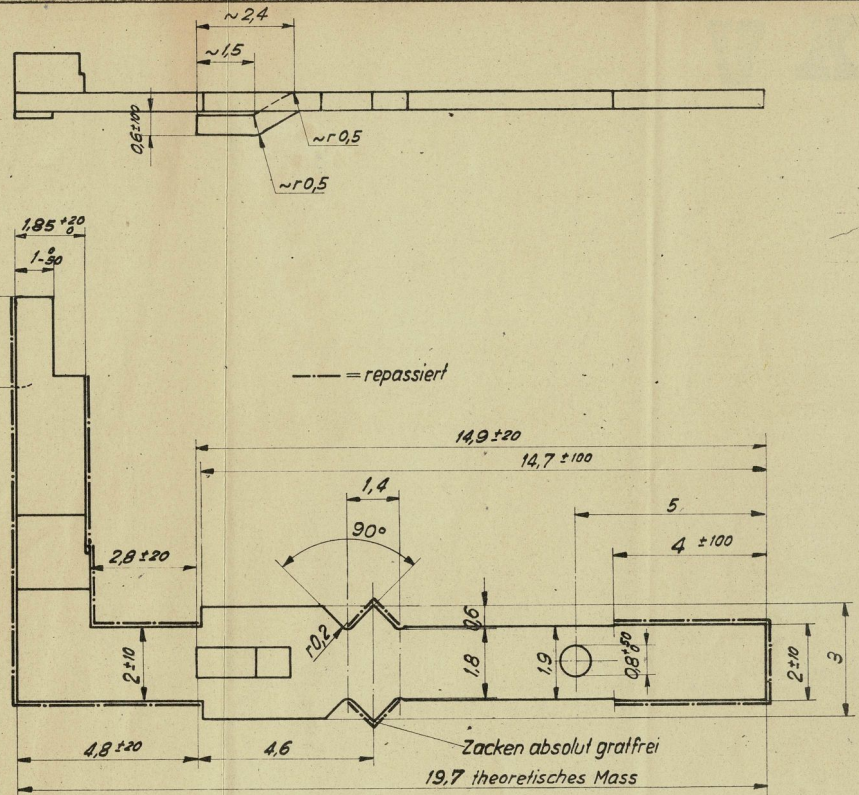 ~2,4
~1,5
0,6±100
~r 0,5
~r 0,5
1,85 +20 0
1- 0 50
= repassiert
14,9 ±20
14,7 ±100
1,4
5
90°
4 ±100
2,8 ±20
0,6
r0,2
2±10
1,8
1,9
0,8 +50 0
2±10
3
4,8 ±20
4,6
Zacken absolut gratfrei
19,7 theoretisches Mass